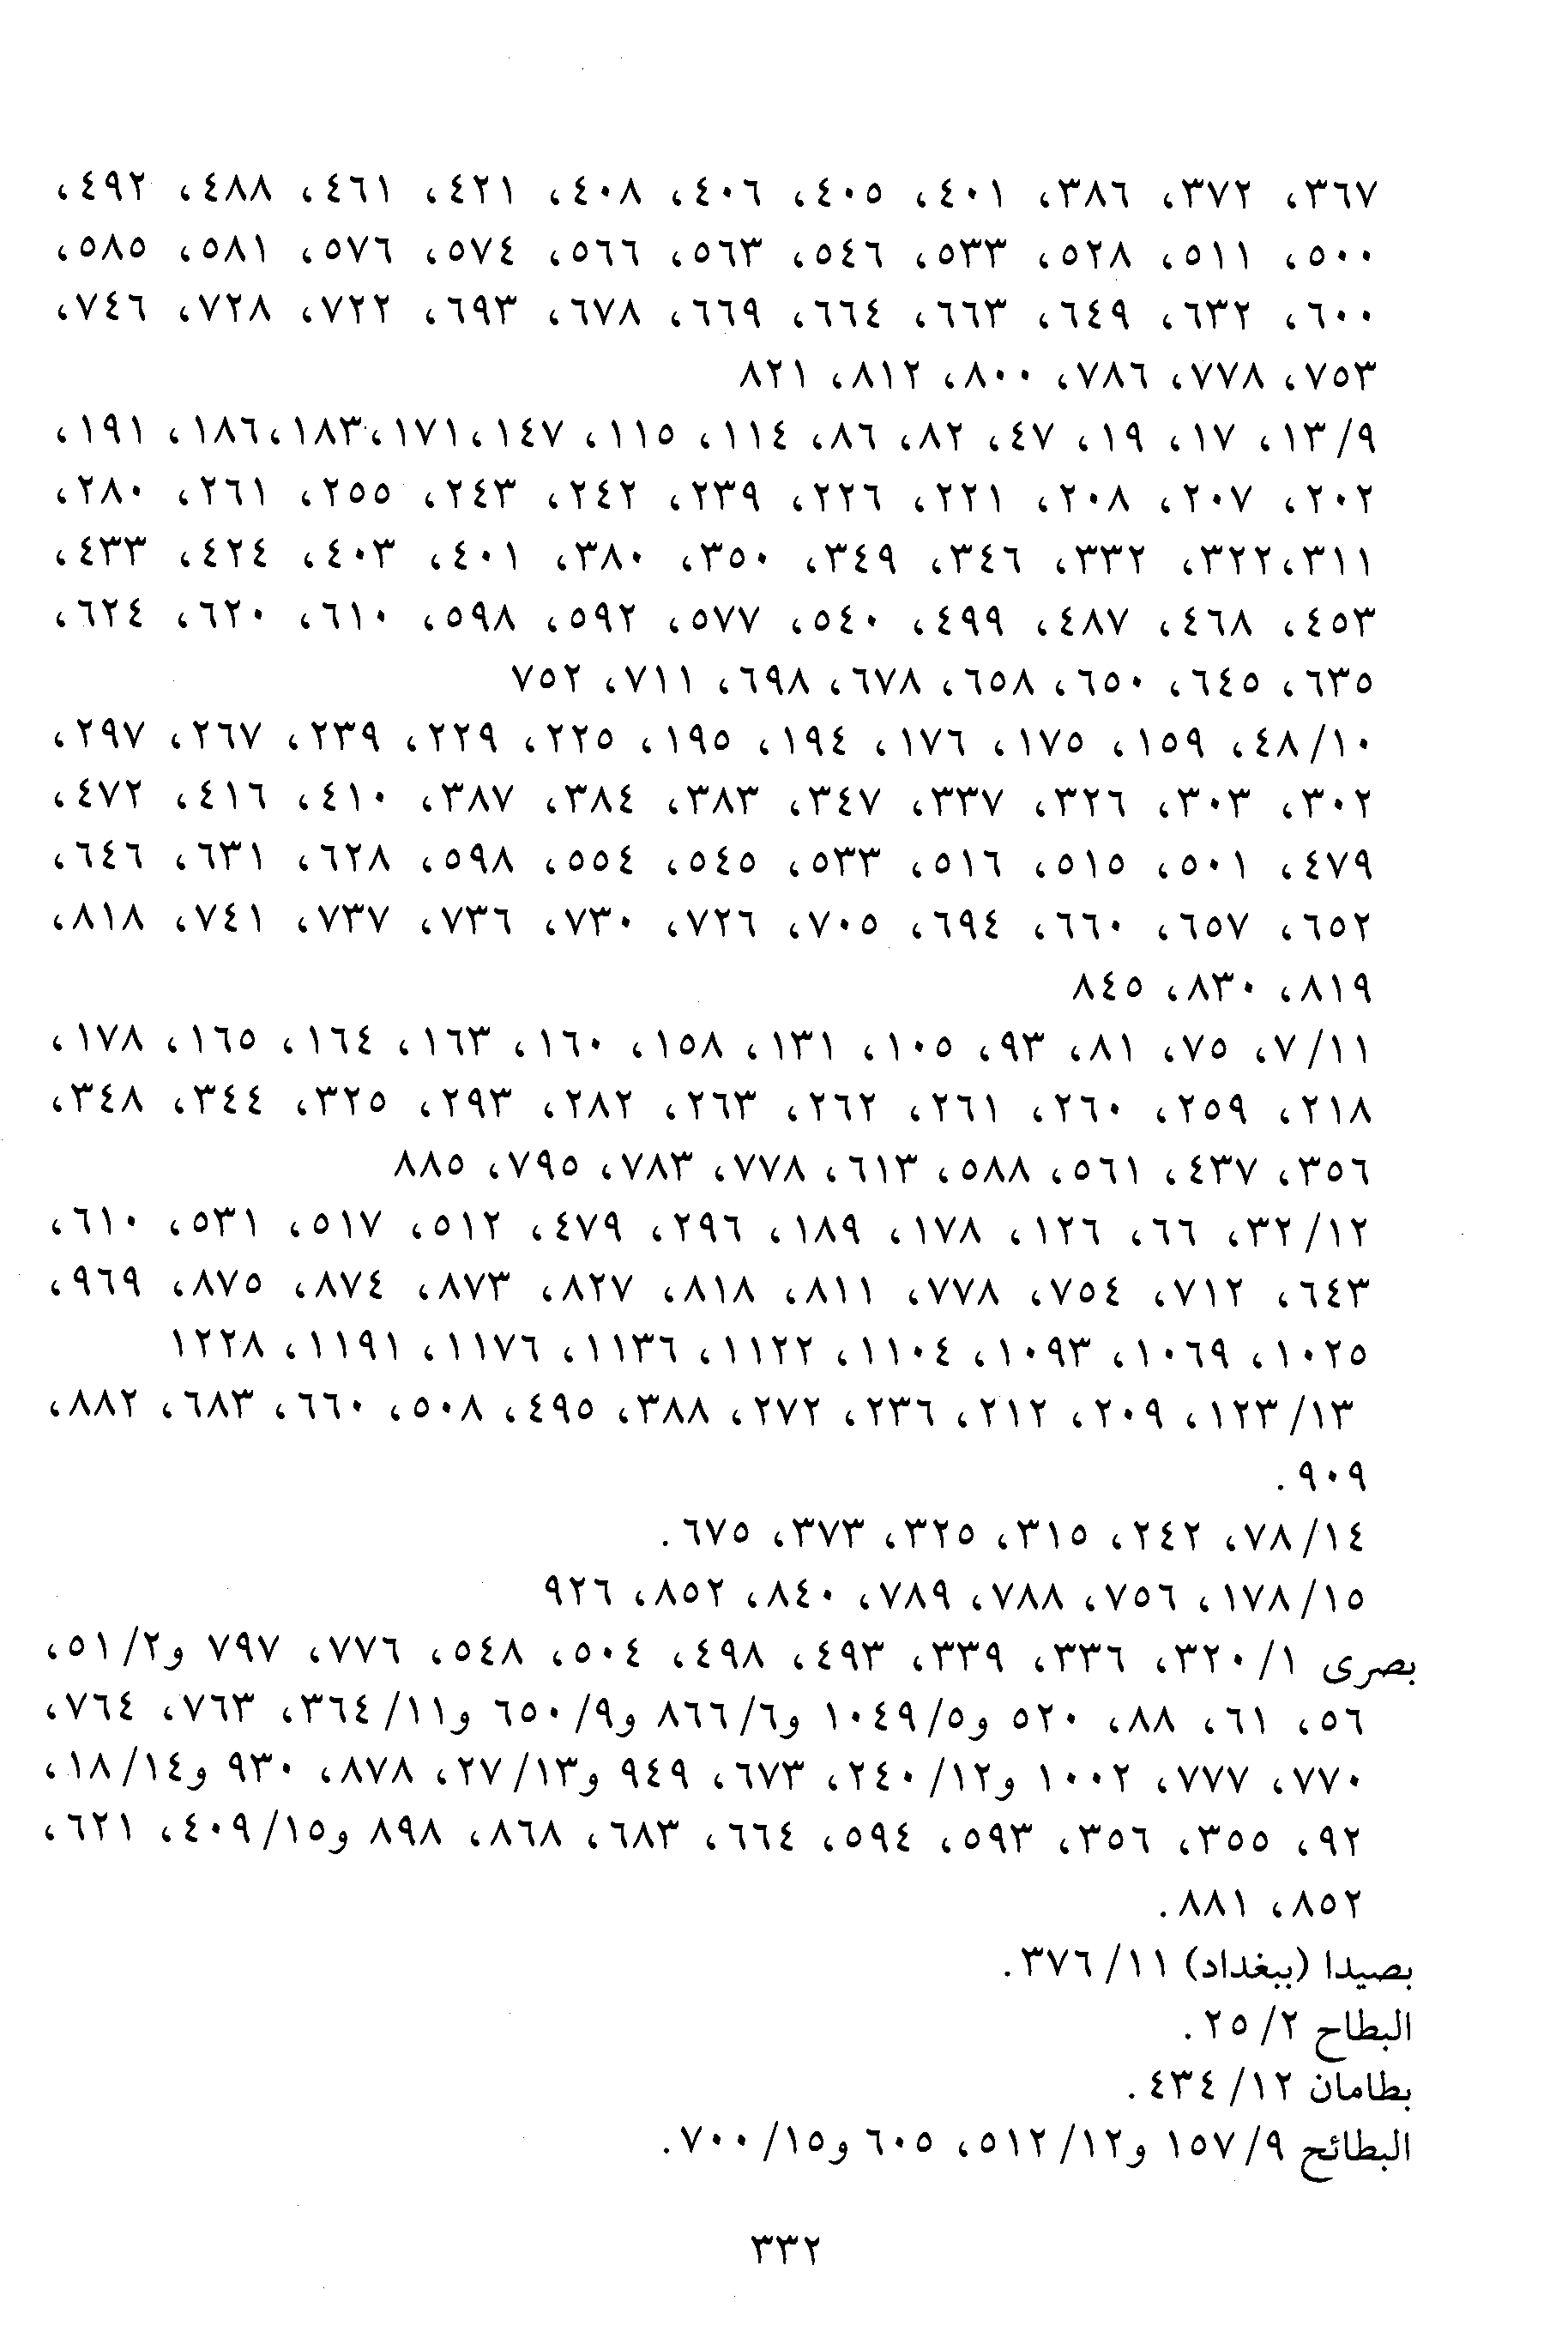 ٣٦٧، ٣٧٢، ٣٨٦، ٤٠١، ٤٠٥، ٤٠٦، ٤٠٨، ٤٢١، ٤٦١، ٤٨٨، ٤٩٢،
٥٠٠، ٥١١، ٥٢٨، ٥٣٣، ٥٤٦، ٥٦٣، ٥٦٦، ٥٧٤، ٥٧٦، ٥٨١، ٥٨٥،
٦٠٠، ٦٣٢، ٦٤٩، ٦٦٣، ٦٦٤، ٦٦٩، ٦٧٨، ٦٩٣، ٧٢٢، ٧٢٨، ٧٤٦،
٧٥٣، ٧٧٨، ٧٨٦، ٨٠٠، ٨١٢، ٨٢١
٩/ ١٣، ١٧، ١٩، ٤٧، ٨٢، ٨٦، ١١٤، ١١٥، ١٤٧، ١٧١، ١٨٣، ١٨٦، ١٩١،
٢٠٢، ٢٠٧، ٢٠٨، ٢٢١، ٢٢٦، ٢٣٩، ٢٤٢، ٢٤٣، ٢٥٥، ٢٦١، ٢٨٠،
٣١١، ٣٢٢، ٣٣٢، ٣٤٦، ٣٤٩، ٣٥٠، ٣٨٠، ٤٠١، ٤٠٣، ٤٢٤، ٤٣٣،
٤٥٣، ٤٦٨، ٤٨٧، ٤٩٩، ٥٤٠، ٥٧٧، ٥٩٢، ٥٩٨، ٦١٠، ٦٢٠، ٦٢٤،
٦٣٥، ٦٤٥، ٦٥٠، ٦٥٨، ٦٧٨، ٦٩٨، ٧١١، ٧٥٢
١٠/ ٤٨، ١٥٩، ١٧٥، ١٧٦، ١٩٤، ١٩٥، ٢٢٥، ٢٢٩، ٢٣٩، ٢٦٧، ٢٩٧،
٣٠٢، ٣٠٣، ٣٢٦، ٣٣٧، ٣٤٧، ٣٨٣، ٣٨٤، ٣٨٧، ٤١٠، ٤١٦، ٤٧٢،
٤٧٩، ٥٠١، ٥١٥، ٥١٦، ٥٣٣، ٥٤٥، ٥٥٤، ٥٩٨، ٦٢٨، ٦٣١، ٦٤٦،
٦٥٢، ٦٥٧، ٦٦٠، ٦٩٤، ٧٠٥، ٧٢٦، ٧٣٠، ٧٣٦، ٧٣٧، ٧٤١، ٨١٨،
٨١٩، ٨٣٠، ٨٤٥
١١/ ٧، ٧٥، ٨١، ٩٣، ١٠٥، ١٣١، ١٥٨، ١٦٠، ١٦٣، ١٦٤، ١٦٥، ١٧٨،
٢١٨، ٢٥٩، ٢٦٠، ٢٦١، ٢٦٢، ٢٦٣، ٢٨٢، ٢٩٣، ٣٢٥، ٣٤٤، ٣٤٨،
٣٥٦، ٤٣٧، ٥٦١، ٥٨٨، ٦١٣، ٧٧٨، ٧٨٣، ٧٩٥، ٨٨٥
١٢/ ٣٢، ٦٦، ١٢٦، ١٧٨، ١٨٩، ٢٩٦، ٤٧٩، ٥١٢، ٥١٧، ٥٣١، ٦١٠،
٦٤٣، ٧١٢، ٧٥٤، ٧٧٨، ٨١١، ٨١٨، ٨٢٧، ٨٧٣، ٨٧٤، ٨٧٥، ٩٦٩،
١٠٢٥، ١٠٦٩، ١٠٩٣، ١١٠٤، ١١٢٢، ١١٣٦، ١١٧٦، ١١٩١، ١٢٢٨
١٣/ ١٢٣، ٢٠٩، ٢١٢، ٢٣٦، ٢٧٢، ٣٨٨، ٤٩٥، ٥٠٨، ٦٦٠، ٦٨٣، ٨٨٢،
٩٠٩.
١٤/ ٧٨، ٢٤٢، ٣١٥، ٣٢٥، ٣٧٣، ٦٧٥.
١٥/ ١٧٨، ٧٥٦، ٧٨٨، ٧٨٩، ٨٤٠، ٨٥٢، ٩٢٦
بصرى ١/ ٣٢٠، ٣٣٦، ٣٣٩، ٤٩٣، ٤٩٨، ٥٠٤، ٥٤٨، ٧٧٦، ٧٩٧ و٢/ ٥١،
٥٦، ٦١، ٨٨، ٥٢٠ و٥/ ١٠٤٩ و٦/ ٨٦٦ و٩/ ٦٥٠ و١١/ ٣٦٤، ٧٦٣، ٧٦٤،
٧٧٠، ٧٧٧، ١٠٠٢ و١٢/ ٢٤٠، ٦٧٣، ٩٤٩ و١٣/ ٢٧، ٨٧٨، ٩٣٠ و١٤/ ١٨،
٩٢، ٣٥٥، ٣٥٦، ٥٩٣، ٥٩٤، ٦٦٤، ٦٨٣، ٨٦٨، ٨٩٨ و١٥/ ٤٠٩، ٦٢١،
٨٥٢، ٨٨١.
بصيدا (ببغداد) ١١/ ٣٧٦.
البطاح ٢/ ٢٥.
بطامان ١٢/ ٤٣٤.
البطائح ٩/ ١٥٧ و١٢/ ٥١٢، ٦٠٥ و١٥/ ٧٠٠.
٣٣٢